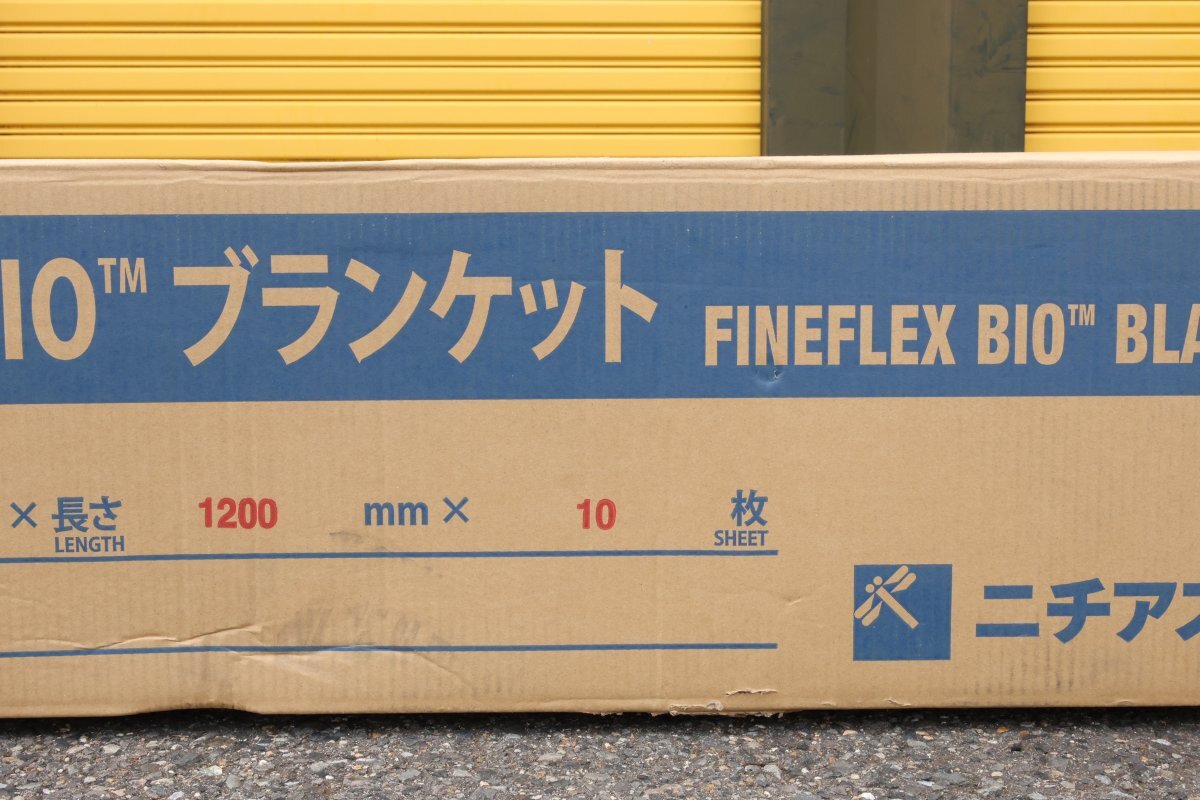 IO™ ブランケット FINEFLEX BIO™ BLA
× 長さ 1200 mm × 10 枚
LENGTH SHEET
ニチア